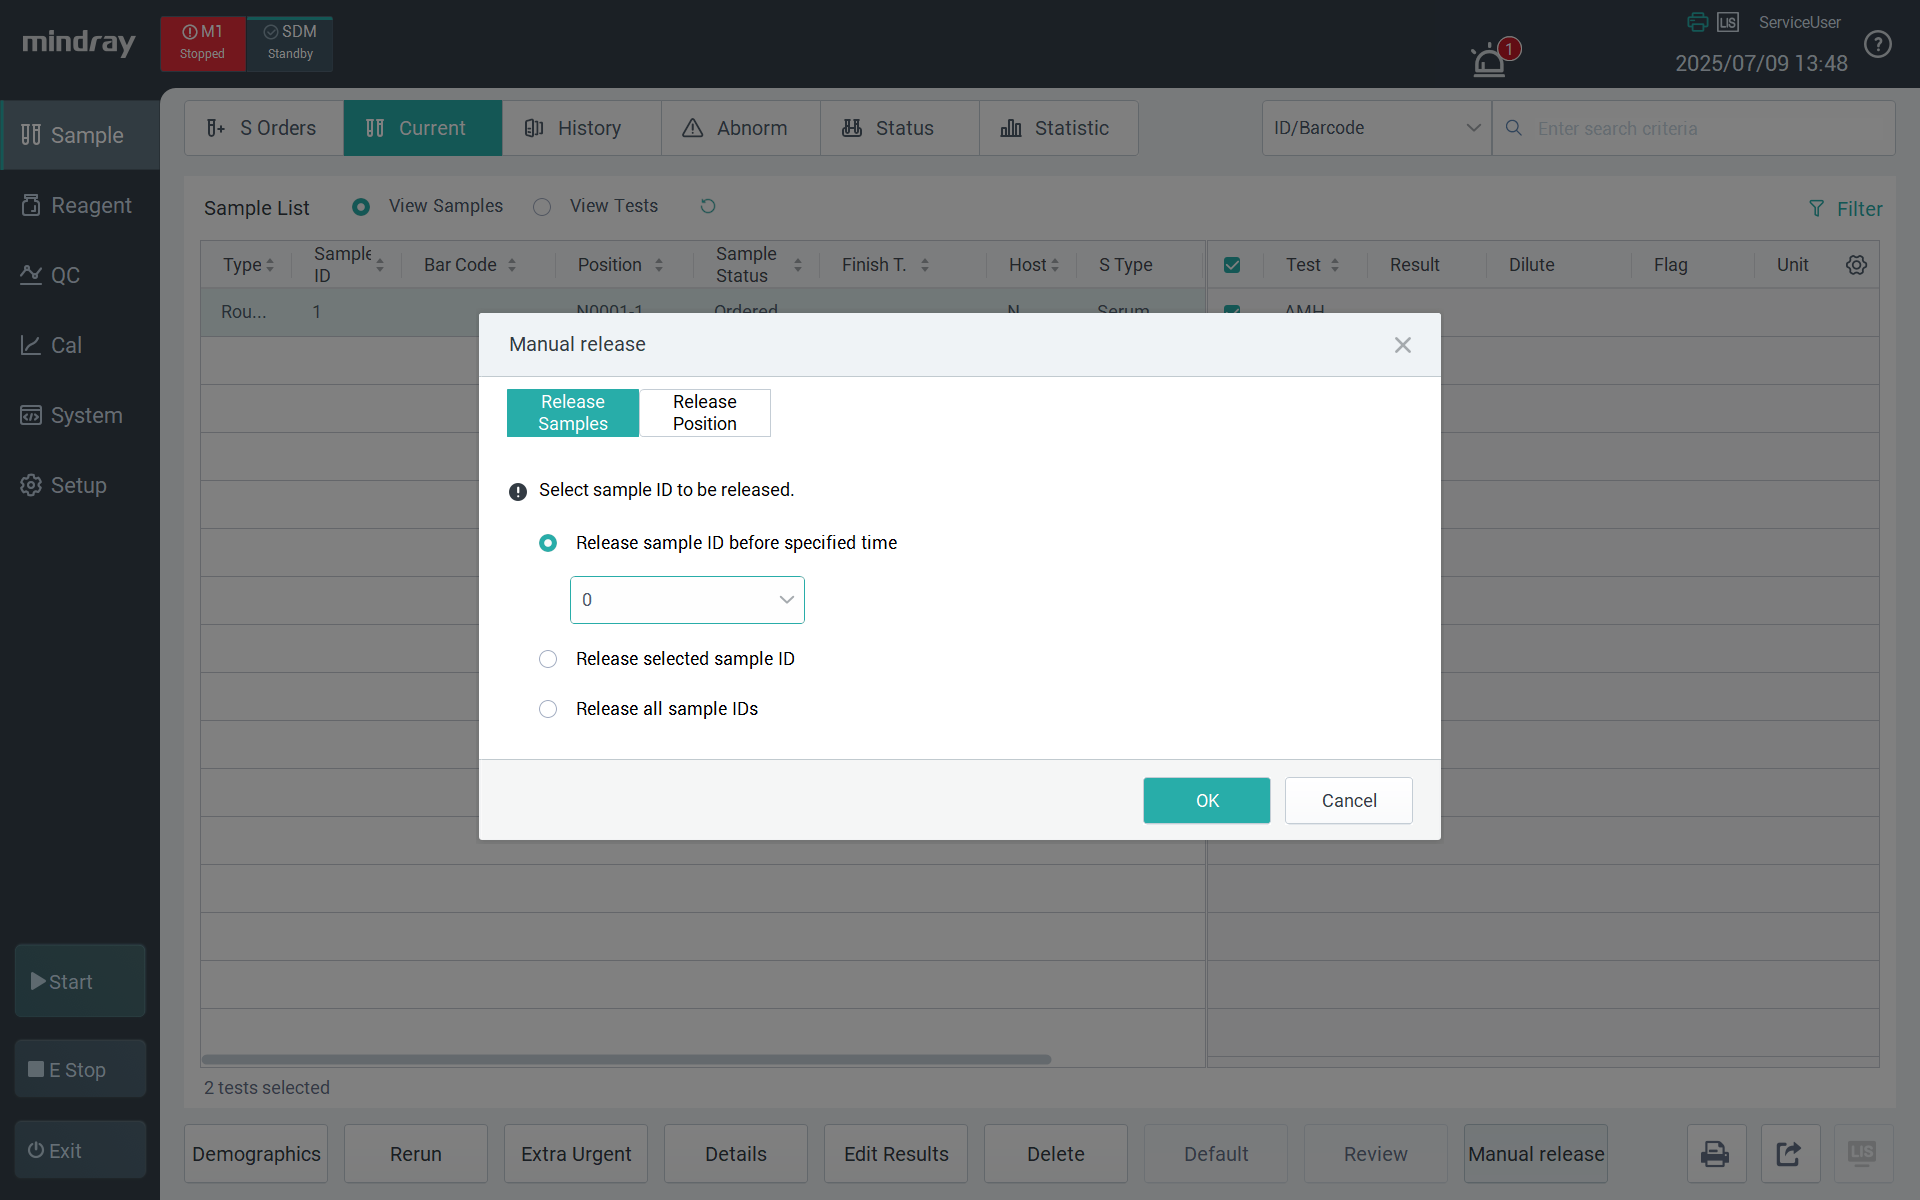 mindray
M1
Stopped
SDM
Standby
1
LIS
ServiceUser
2025/07/09 13:48
?
Sample
Reagent
QC
Cal
System
Setup
Start
E Stop
Exit
S Orders
Current
History
Abnorm
Status
Statistic
ID/Barcode
Enter search criteria
Sample List
View Samples
View Tests
Filter
Type
Sample
ID
Bar Code
Position
Sample
Status
Finish T.
Host
S Type
Test
Result
Dilute
Flag
Unit
Rou...
1
N0001-1
Ordered
N
Serum
AMH
Manual release
Release
Samples
Release
Position
Select sample ID to be released.
Release sample ID before specified time
0
Release selected sample ID
Release all sample IDs
OK
Cancel
2 tests selected
Demographics
Rerun
Extra Urgent
Details
Edit Results
Delete
Default
Review
Manual release
LIS